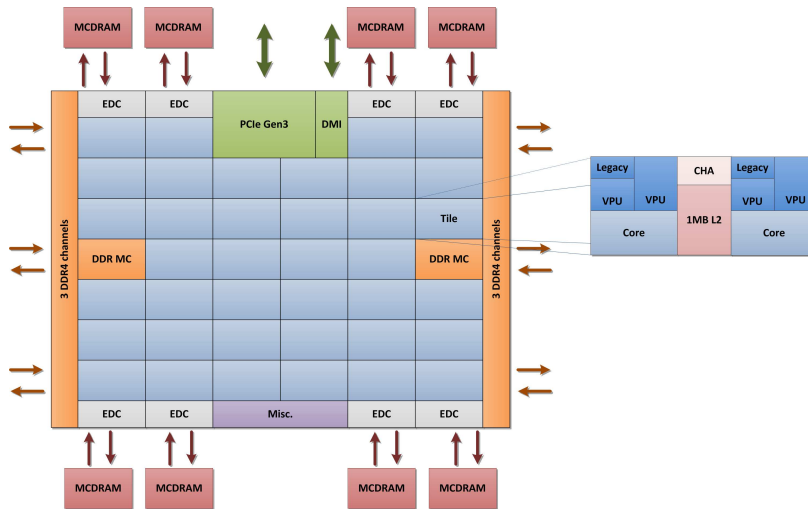 MCDRAM
MCDRAM
MCDRAM
MCDRAM
EDC
EDC
PCIe Gen3
DMI
EDC
EDC
3 DDR4 channels
3 DDR4 channels
Tile
DDR MC
DDR MC
EDC
EDC
Misc.
EDC
EDC
MCDRAM
MCDRAM
MCDRAM
MCDRAM
Legacy
CHA
Legacy
VPU
VPU
VPU
VPU
1MB L2
Core
Core